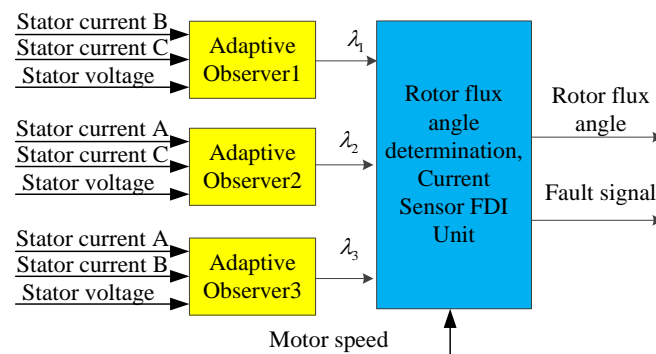 Stator current B
Stator current C
Stator voltage
Adaptive
Observer1
λ1
Stator current A
Stator current C
Stator voltage
Adaptive
Observer2
λ2
Stator current A
Stator current B
Stator voltage
Adaptive
Observer3
λ3
Rotor flux
angle
determination,
Current
Sensor FDI
Unit
Rotor flux
angle
Fault signal
Motor speed